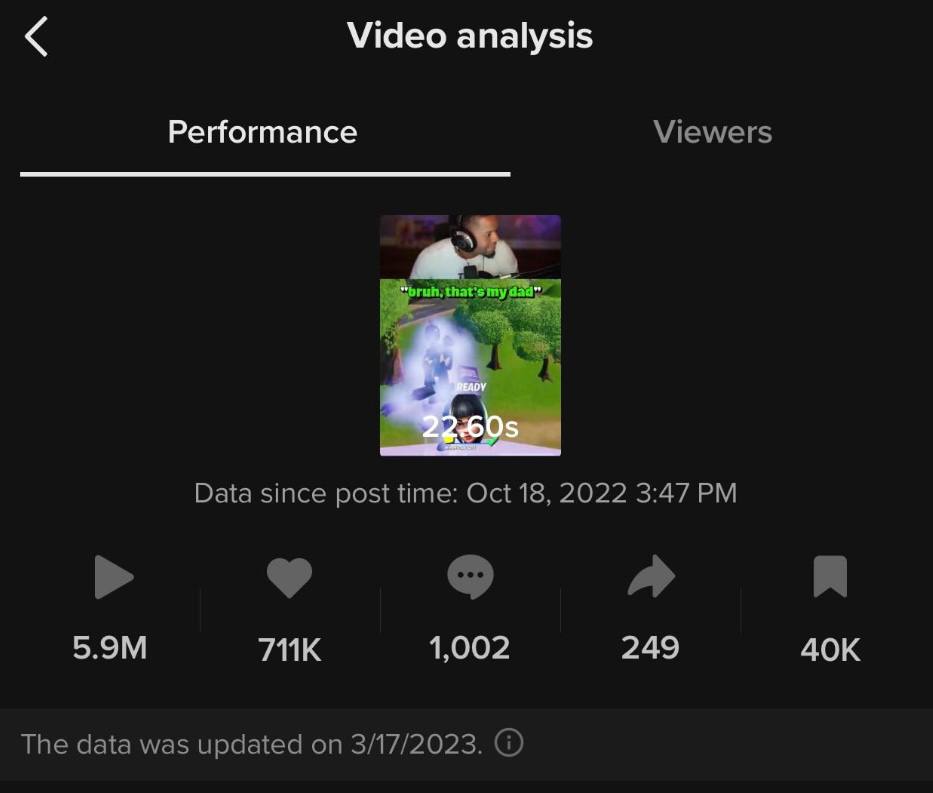 Video analysis
Performance
Viewers
"bruh, that's my dad"
READY
22.60s
Data since post time: Oct 18, 2022 3:47 PM
5.9M
711K
1,002
249
40K
The data was updated on 3/17/2023.